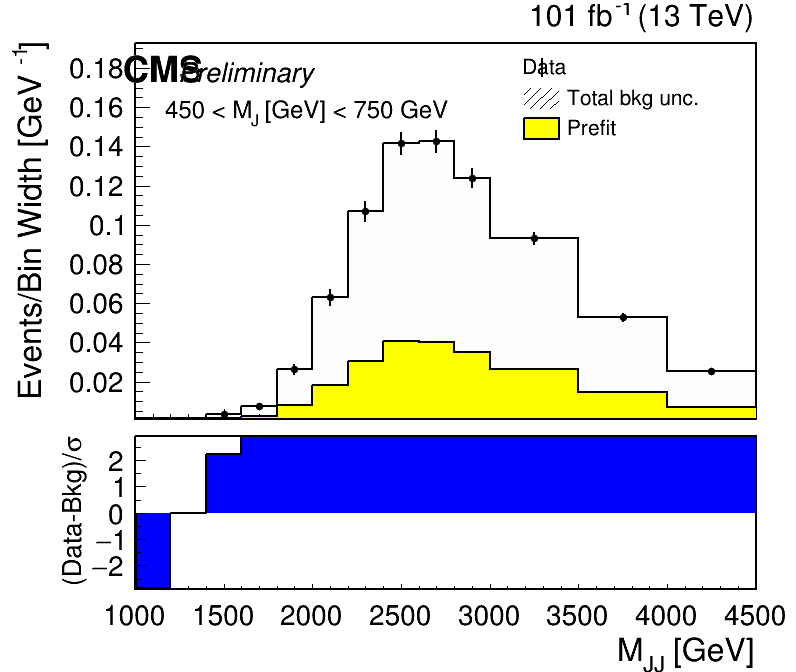 101 fb⁻¹ (13 TeV)
CMS Preliminary
450 < M_J [GeV] < 750 GeV
Data
Total bkg unc.
Prefit
Events/Bin Width [GeV⁻¹]
0.18
0.16
0.14
0.12
0.1
0.08
0.06
0.04
0.02
(Data-Bkg)/σ
2
1
0
−1
−2
1000 1500 2000 2500 3000 3500 4000 4500
M_JJ [GeV]